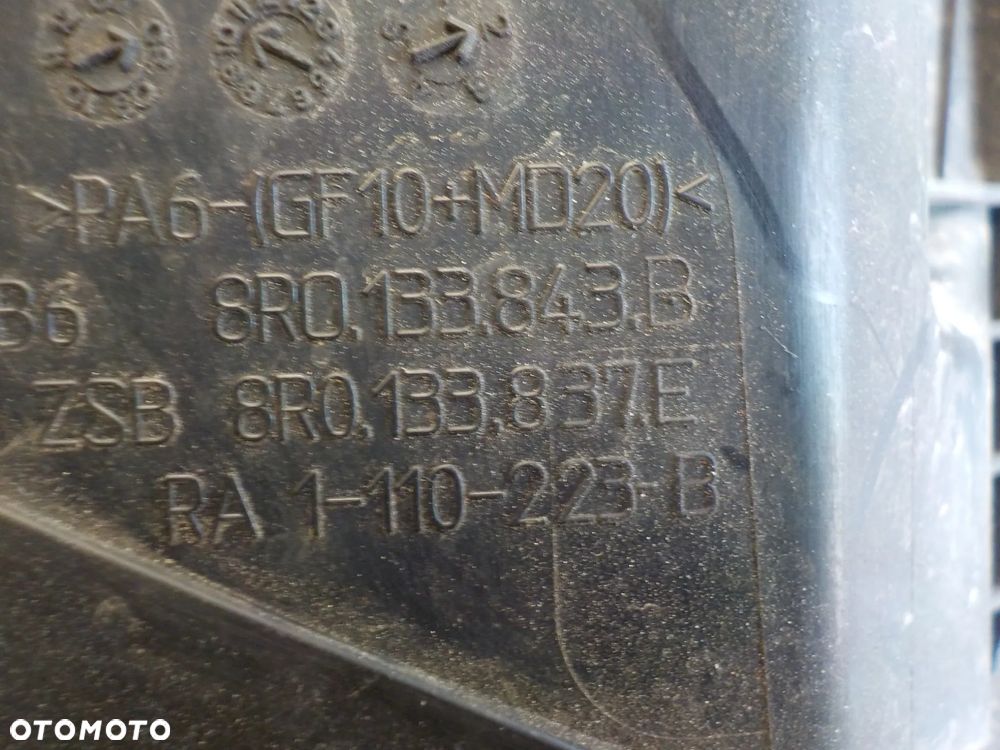 >PA6-(GF10+MD20)<
B6 8R0.133.843.B
ZSB 8R0.133.837.E
RA 1-110-223-B
OTOMOTO